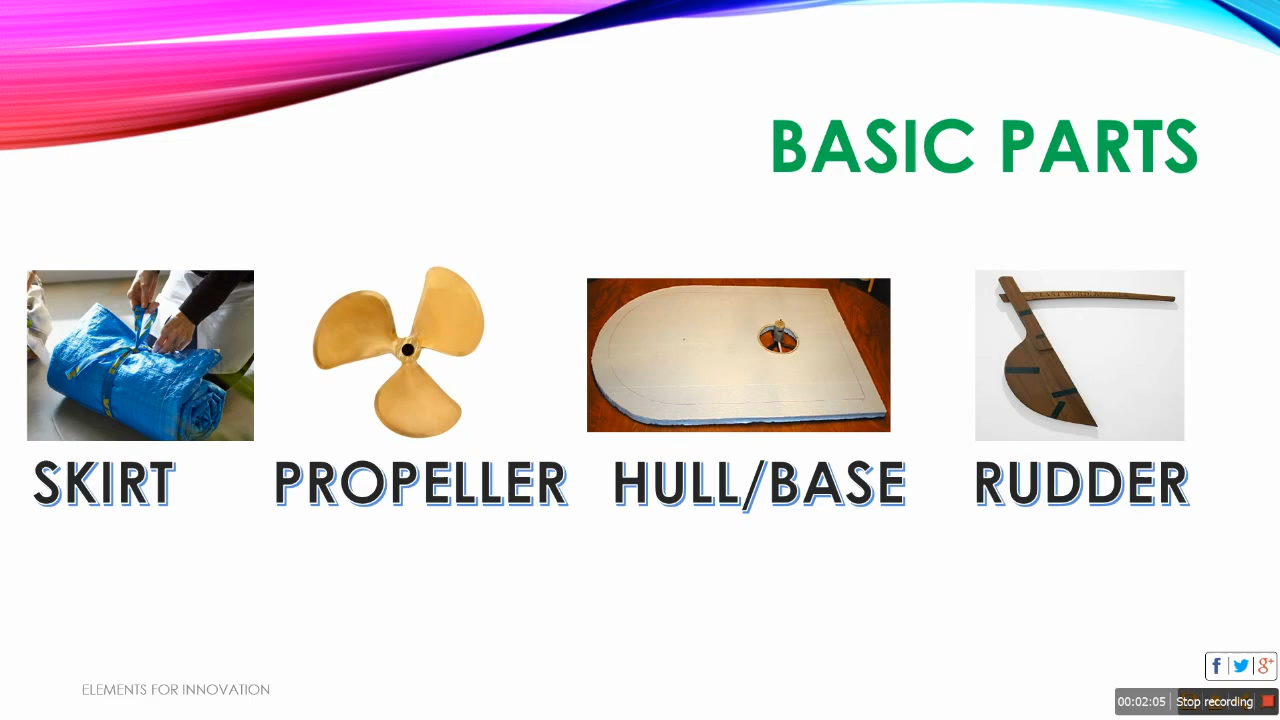 BASIC PARTS
SKIRT
PROPELLER
HULL/BASE
RUDDER
ELEMENTS FOR INNOVATION
f
g+
00:02:05
Stop recording